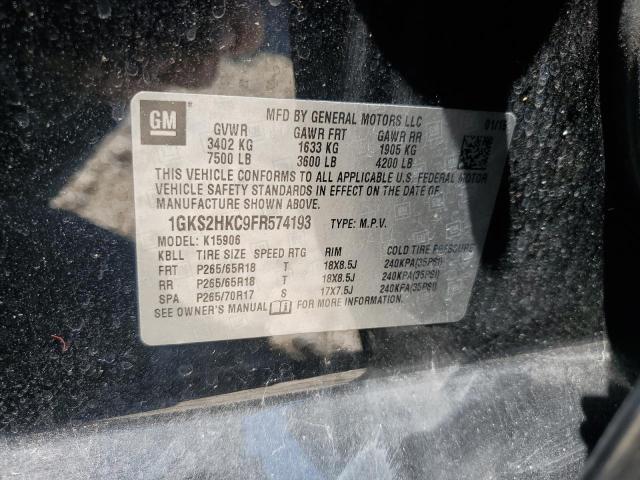 GM
MFD BY GENERAL MOTORS LLC 01/15
GVWR GAWR FRT GAWR RR
3402 KG 1633 KG 1905 KG
7500 LB 3600 LB 4200 LB
THIS VEHICLE CONFORMS TO ALL APPLICABLE U.S. FEDERAL MOTOR
VEHICLE SAFETY STANDARDS IN EFFECT ON THE DATE OF
MANUFACTURE SHOWN ABOVE.
1GKS2HKC9FR574193 TYPE: M.P.V.
MODEL: K15906
KBLL TIRE SIZE SPEED RTG RIM COLD TIRE PRESSURE
FRT P265/65R18 T 18X8.5J 240KPA(35PSI)
RR P265/65R18 T 18X8.5J 240KPA(35PSI)
SPA P265/70R17 S 17X7.5J 240KPA(35PSI)
SEE OWNER'S MANUAL FOR MORE INFORMATION.